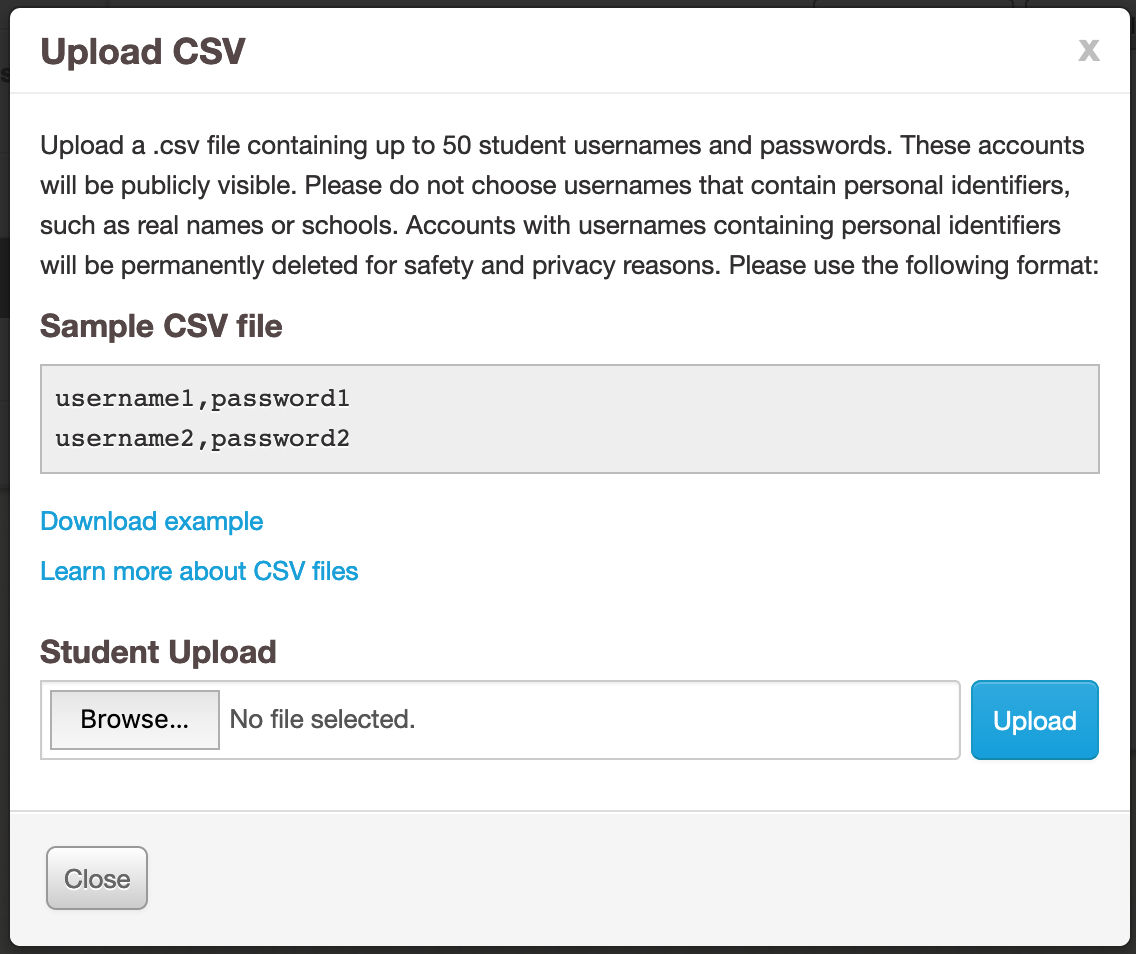 Upload CSV
x
Upload a .csv file containing up to 50 student usernames and passwords. These accounts
will be publicly visible. Please do not choose usernames that contain personal identifiers,
such as real names or schools. Accounts with usernames containing personal identifiers
will be permanently deleted for safety and privacy reasons. Please use the following format:
Sample CSV file
username1,password1
username2,password2
Download example
Learn more about CSV files
Student Upload
Browse... No file selected.
Upload
Close